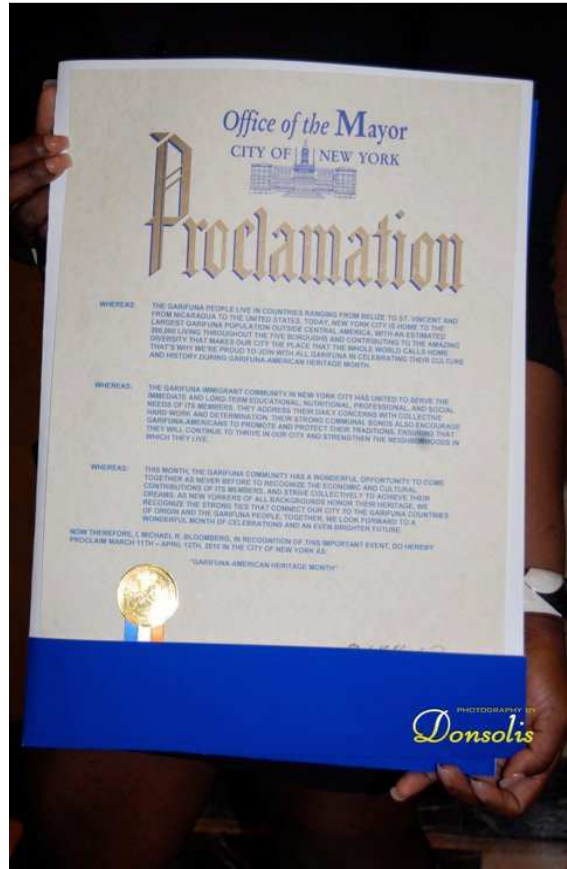 Office of the Mayor
CITY OF NEW YORK
Proclamation
WHEREAS: THE GARIFUNA PEOPLE LIVE IN COUNTRIES RANGING FROM BELIZE TO ST. VINCENT AND
FROM NICARAGUA TO THE UNITED STATES. TODAY, NEW YORK CITY IS HOME TO THE
LARGEST GARIFUNA POPULATION OUTSIDE CENTRAL AMERICA, WITH AN ESTIMATED
200,000 LIVING THROUGHOUT THE FIVE BOROUGHS AND CONTRIBUTING TO THE AMAZING
DIVERSITY THAT MAKES OUR CITY THE PLACE THAT THE WHOLE WORLD CALLS HOME.
THAT'S WHY WE'RE PROUD TO JOIN WITH ALL GARIFUNA IN CELEBRATING THEIR CULTURE
AND HISTORY DURING GARIFUNA-AMERICAN HERITAGE MONTH.
WHEREAS: THE GARIFUNA IMMIGRANT COMMUNITY IN NEW YORK CITY HAS UNITED TO SERVE THE
IMMEDIATE AND LONG-TERM EDUCATIONAL, NUTRITIONAL, PROFESSIONAL, AND SOCIAL
NEEDS OF ITS MEMBERS. THEY ADDRESS THEIR DAILY CONCERNS WITH COLLECTIVE
HARD WORK AND DETERMINATION. THEIR STRONG COMMUNAL BONDS ALSO ENCOURAGE
GARIFUNA-AMERICANS TO PROMOTE AND PROTECT THEIR TRADITIONS, ENSURING THAT
THEY WILL CONTINUE TO THRIVE IN OUR CITY AND STRENGTHEN THE NEIGHBORHOODS IN
WHICH THEY LIVE.
WHEREAS: THIS MONTH, THE GARIFUNA COMMUNITY HAS A WONDERFUL OPPORTUNITY TO COME
TOGETHER AS NEVER BEFORE TO RECOGNIZE THE ECONOMIC AND CULTURAL
CONTRIBUTIONS OF ITS MEMBERS, AND STRIVE COLLECTIVELY TO ACHIEVE THEIR
DREAMS. AS NEW YORKERS OF ALL BACKGROUNDS HONOR THEIR HERITAGE, WE
RECOGNIZE THE STRONG TIES THAT CONNECT OUR CITY TO THE GARIFUNA COUNTRIES
OF ORIGIN AND THE GARIFUNA PEOPLE. TOGETHER, WE LOOK FORWARD TO A
WONDERFUL MONTH OF CELEBRATIONS AND AN EVEN BRIGHTER FUTURE.
NOW THEREFORE, I, MICHAEL R. BLOOMBERG, IN RECOGNITION OF THIS IMPORTANT EVENT, DO HEREBY
PROCLAIM MARCH 11TH – APRIL 12TH, 2010 IN THE CITY OF NEW YORK AS:
"GARIFUNA-AMERICAN HERITAGE MONTH"
PHOTOGRAPHY BY
Donsolis